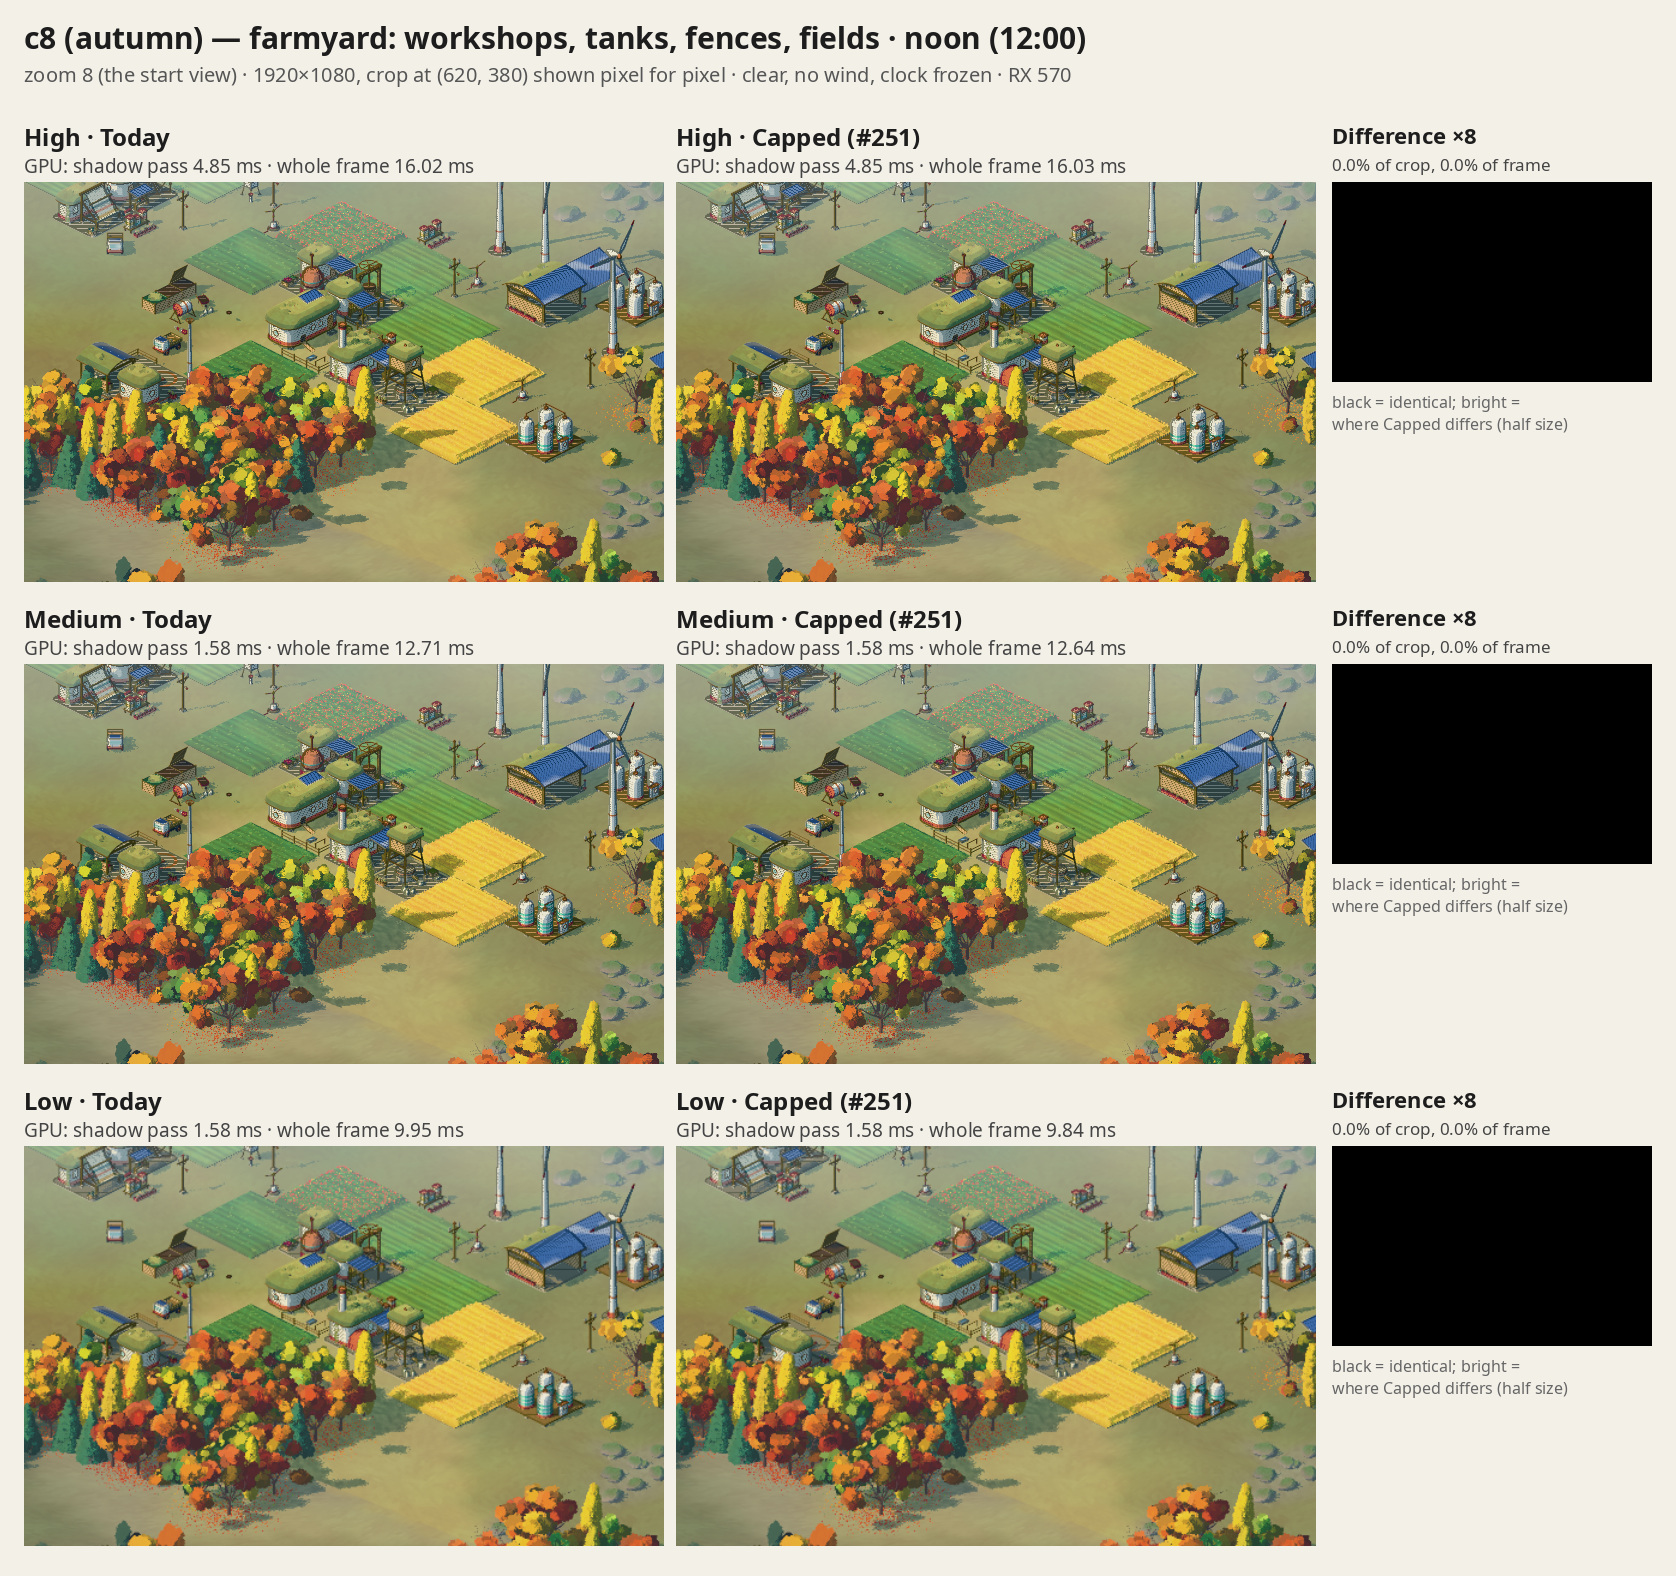 c8 (autumn) — farmyard: workshops, tanks, fences, fields · noon (12:00)
zoom 8 (the start view) · 1920×1080, crop at (620, 380) shown pixel for pixel · clear, no wind, clock frozen · RX 570
High · Today
GPU: shadow pass 4.85 ms · whole frame 16.02 ms
High · Capped (#251)
GPU: shadow pass 4.85 ms · whole frame 16.03 ms
Difference ×8
0.0% of crop, 0.0% of frame
black = identical; bright =
where Capped differs (half size)
Medium · Today
GPU: shadow pass 1.58 ms · whole frame 12.71 ms
Medium · Capped (#251)
GPU: shadow pass 1.58 ms · whole frame 12.64 ms
Difference ×8
0.0% of crop, 0.0% of frame
black = identical; bright =
where Capped differs (half size)
Low · Today
GPU: shadow pass 1.58 ms · whole frame 9.95 ms
Low · Capped (#251)
GPU: shadow pass 1.58 ms · whole frame 9.84 ms
Difference ×8
0.0% of crop, 0.0% of frame
black = identical; bright =
where Capped differs (half size)